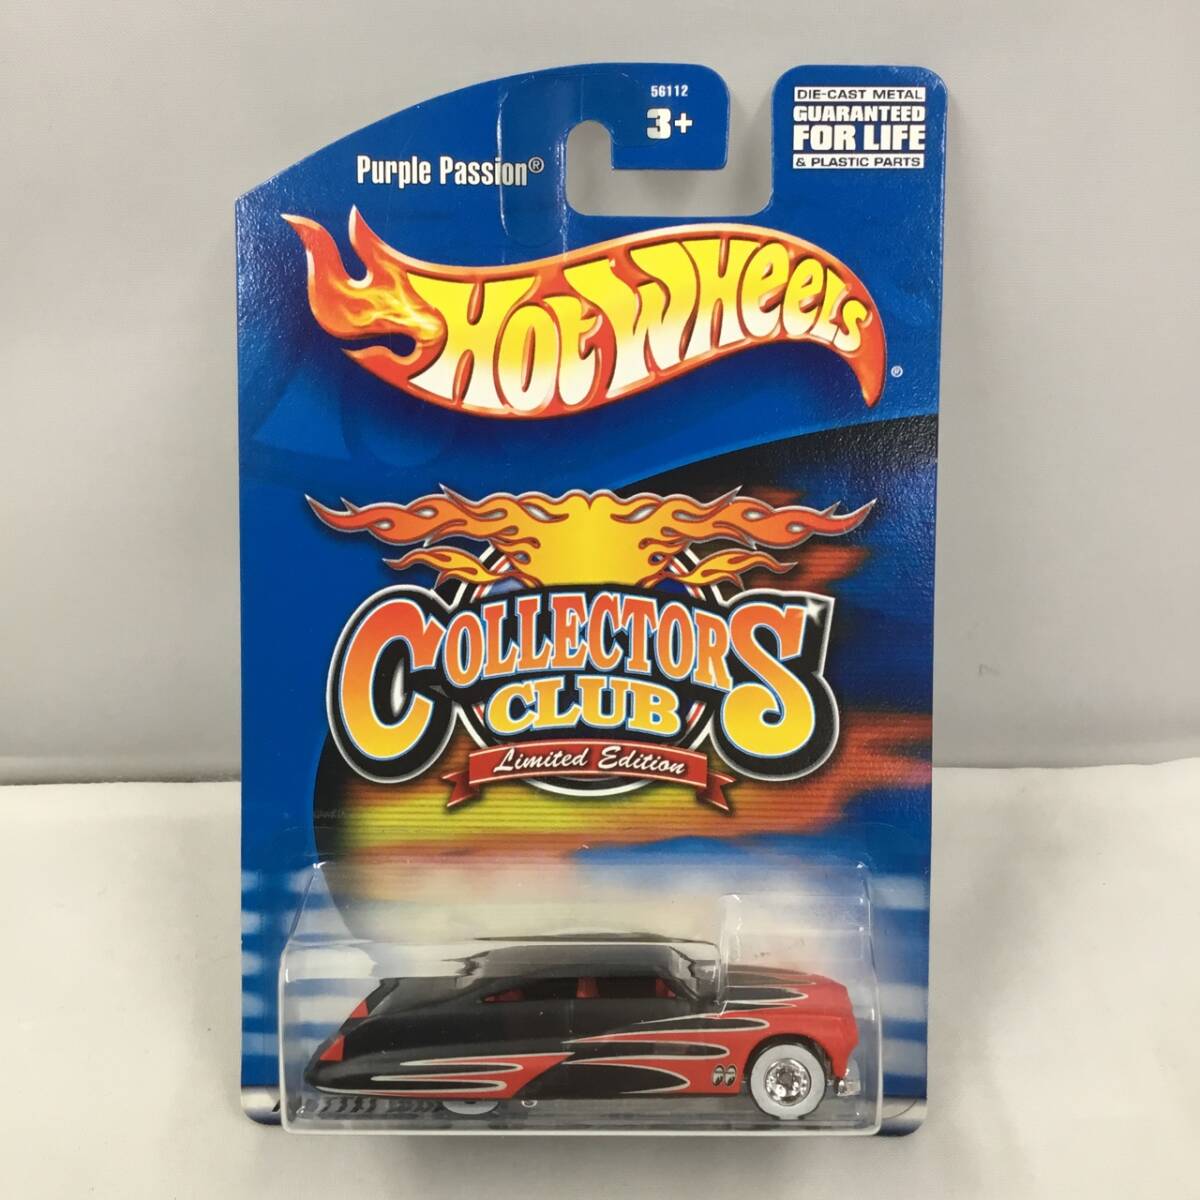 56112
3+
Purple Passion®
DIE-CAST METAL
GUARANTEED
FOR LIFE
& PLASTIC PARTS
HOT WHEELS
®
COLLECTORS
CLUB
Limited Edition